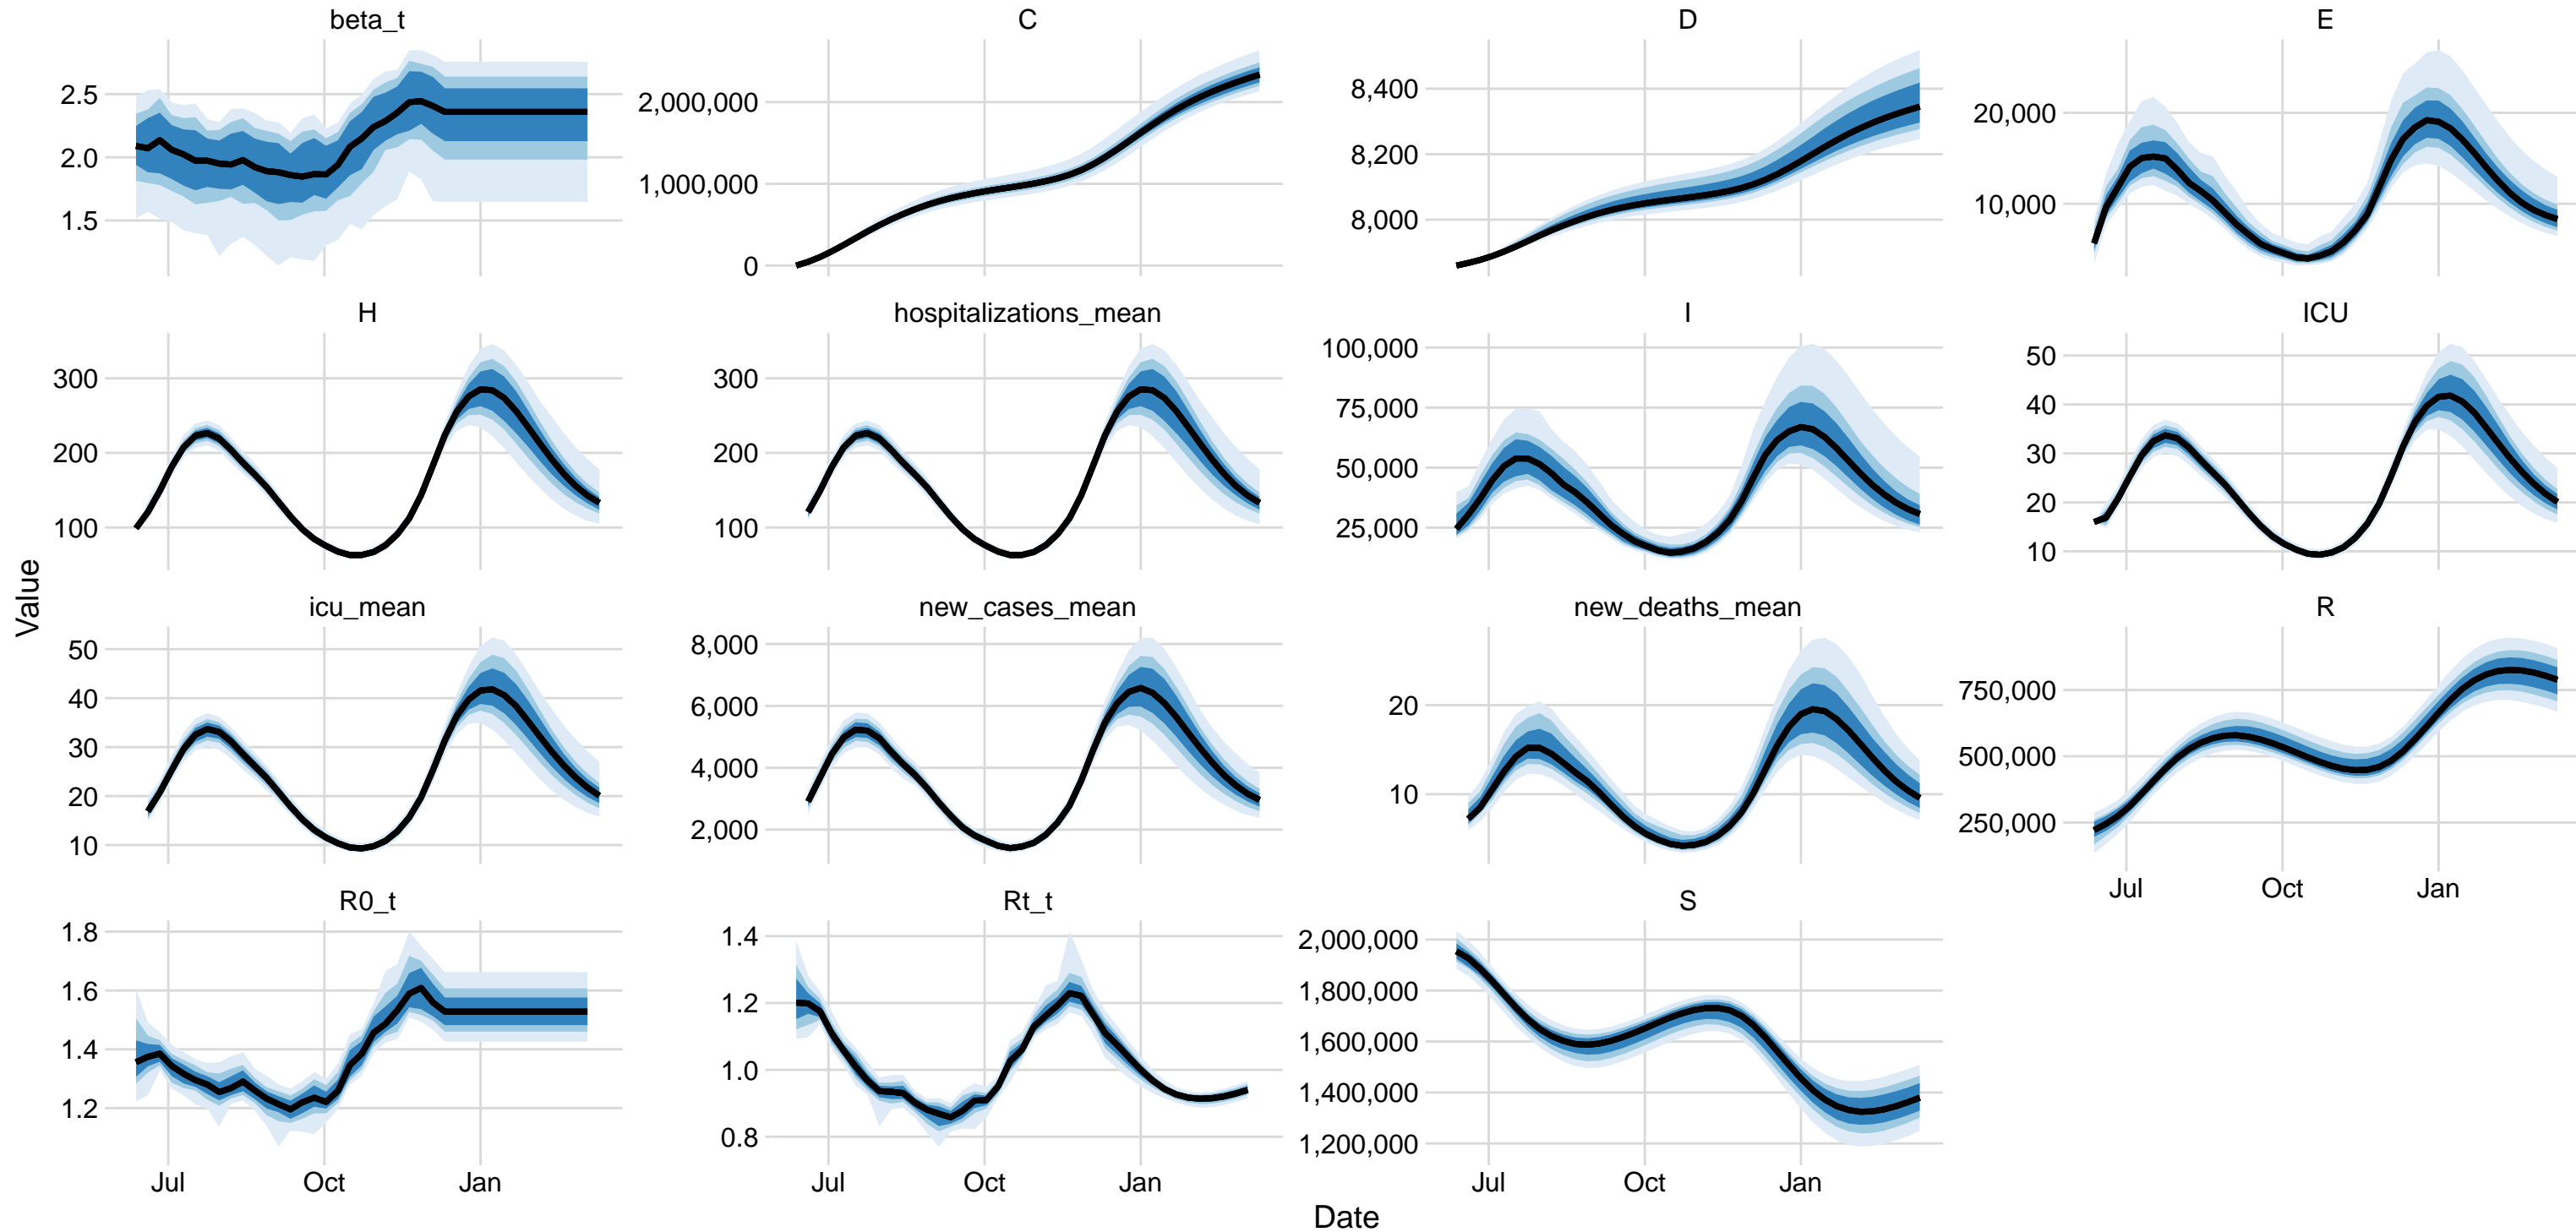 beta_t
C
D
E
2.5
2.0
1.5
2,000,000
1,000,000
0
8,400
8,200
8,000
20,000
10,000
H
hospitalizations_mean
I
ICU
300
200
100
300
200
100
100,000
75,000
50,000
25,000
50
40
30
20
10
Value
icu_mean
new_cases_mean
new_deaths_mean
R
50
40
30
20
10
8,000
6,000
4,000
2,000
20
10
750,000
500,000
250,000
Jul Oct Jan
R0_t
Rt_t
S
1.8
1.6
1.4
1.2
1.4
1.2
1.0
0.8
2,000,000
1,800,000
1,600,000
1,400,000
1,200,000
Jul Oct Jan
Jul Oct Jan
Jul Oct Jan
Date